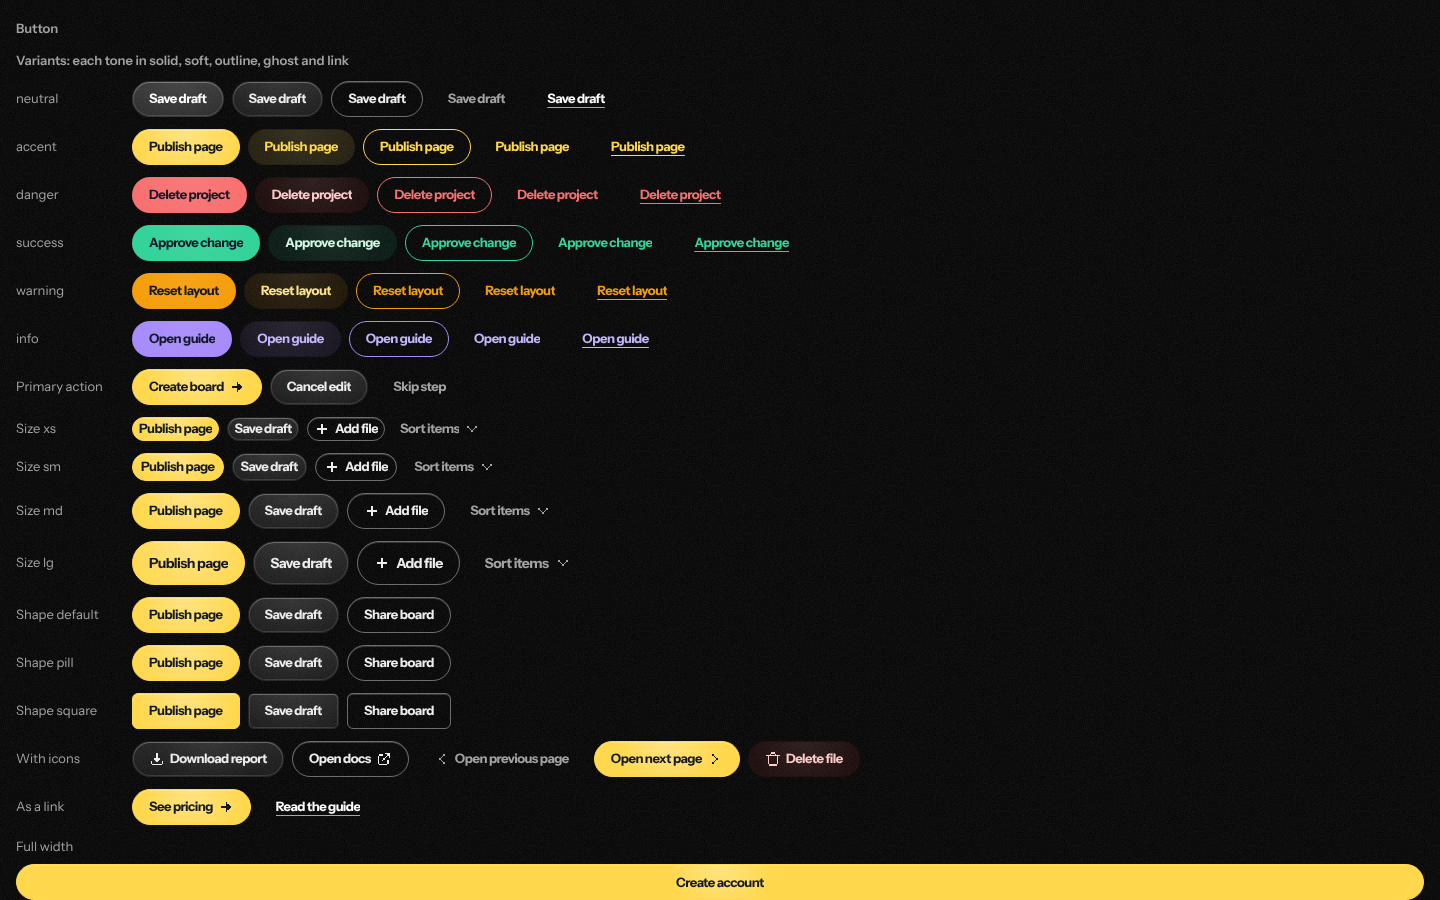 Button
Variants: each tone in solid, soft, outline, ghost and link
neutral Save draft Save draft Save draft Save draft Save draft
accent Publish page Publish page Publish page Publish page Publish page
danger Delete project Delete project Delete project Delete project Delete project
success Approve change Approve change Approve change Approve change Approve change
warning Reset layout Reset layout Reset layout Reset layout Reset layout
info Open guide Open guide Open guide Open guide Open guide
Primary action Create board Cancel edit Skip step
Size xs Publish page Save draft Add file Sort items
Size sm Publish page Save draft Add file Sort items
Size md Publish page Save draft Add file Sort items
Size lg Publish page Save draft Add file Sort items
Shape default Publish page Save draft Share board
Shape pill Publish page Save draft Share board
Shape square Publish page Save draft Share board
With icons Download report Open docs Open previous page Open next page Delete file
As a link See pricing Read the guide
Full width
Create account